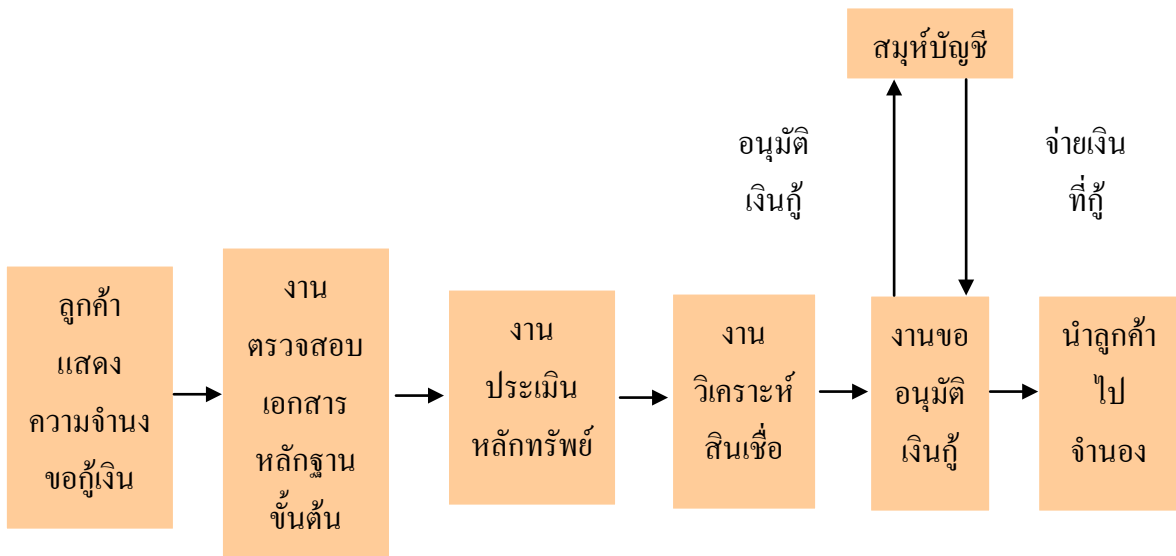 สมุห์บัญชี
อนุมัติ
เงินกู้
จ่ายเงิน
ที่กู้
ลูกค้า
แสดง
ความจำนง
ขอกู้เงิน
งาน
ตรวจสอบ
เอกสาร
หลักฐาน
ขั้นต้น
งาน
ประเมิน
หลักทรัพย์
งาน
วิเคราะห์
สินเชื่อ
งานขอ
อนุมัติ
เงินกู้
นำลูกค้า
ไป
จำนอง